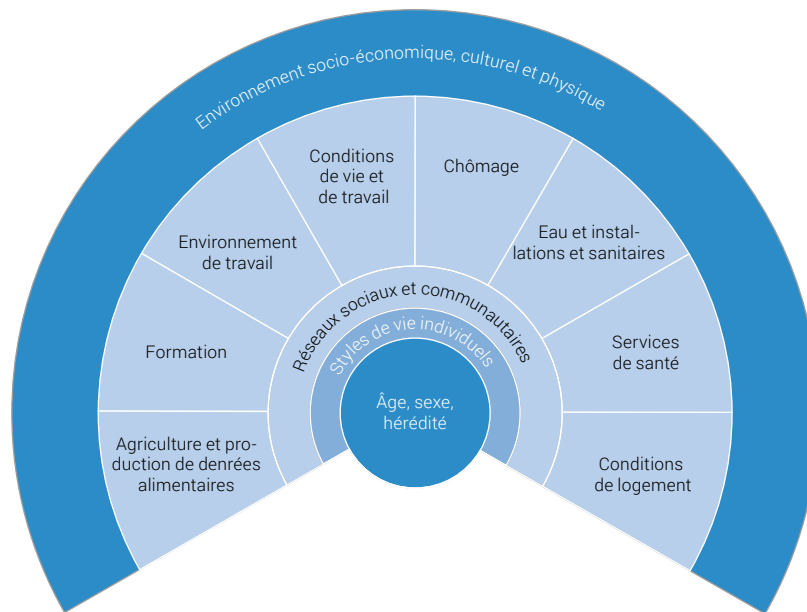 Environnement socio-économique, culturel et physique
Conditions
de vie et
de travail
Chômage
Environnement
de travail
Eau et instal-
lations et sanitaires
Formation
Services
de santé
Agriculture et pro-
duction de denrées
alimentaires
Conditions
de logement
Réseaux sociaux et communautaires
Styles de vie individuels
Âge, sexe,
hérédité